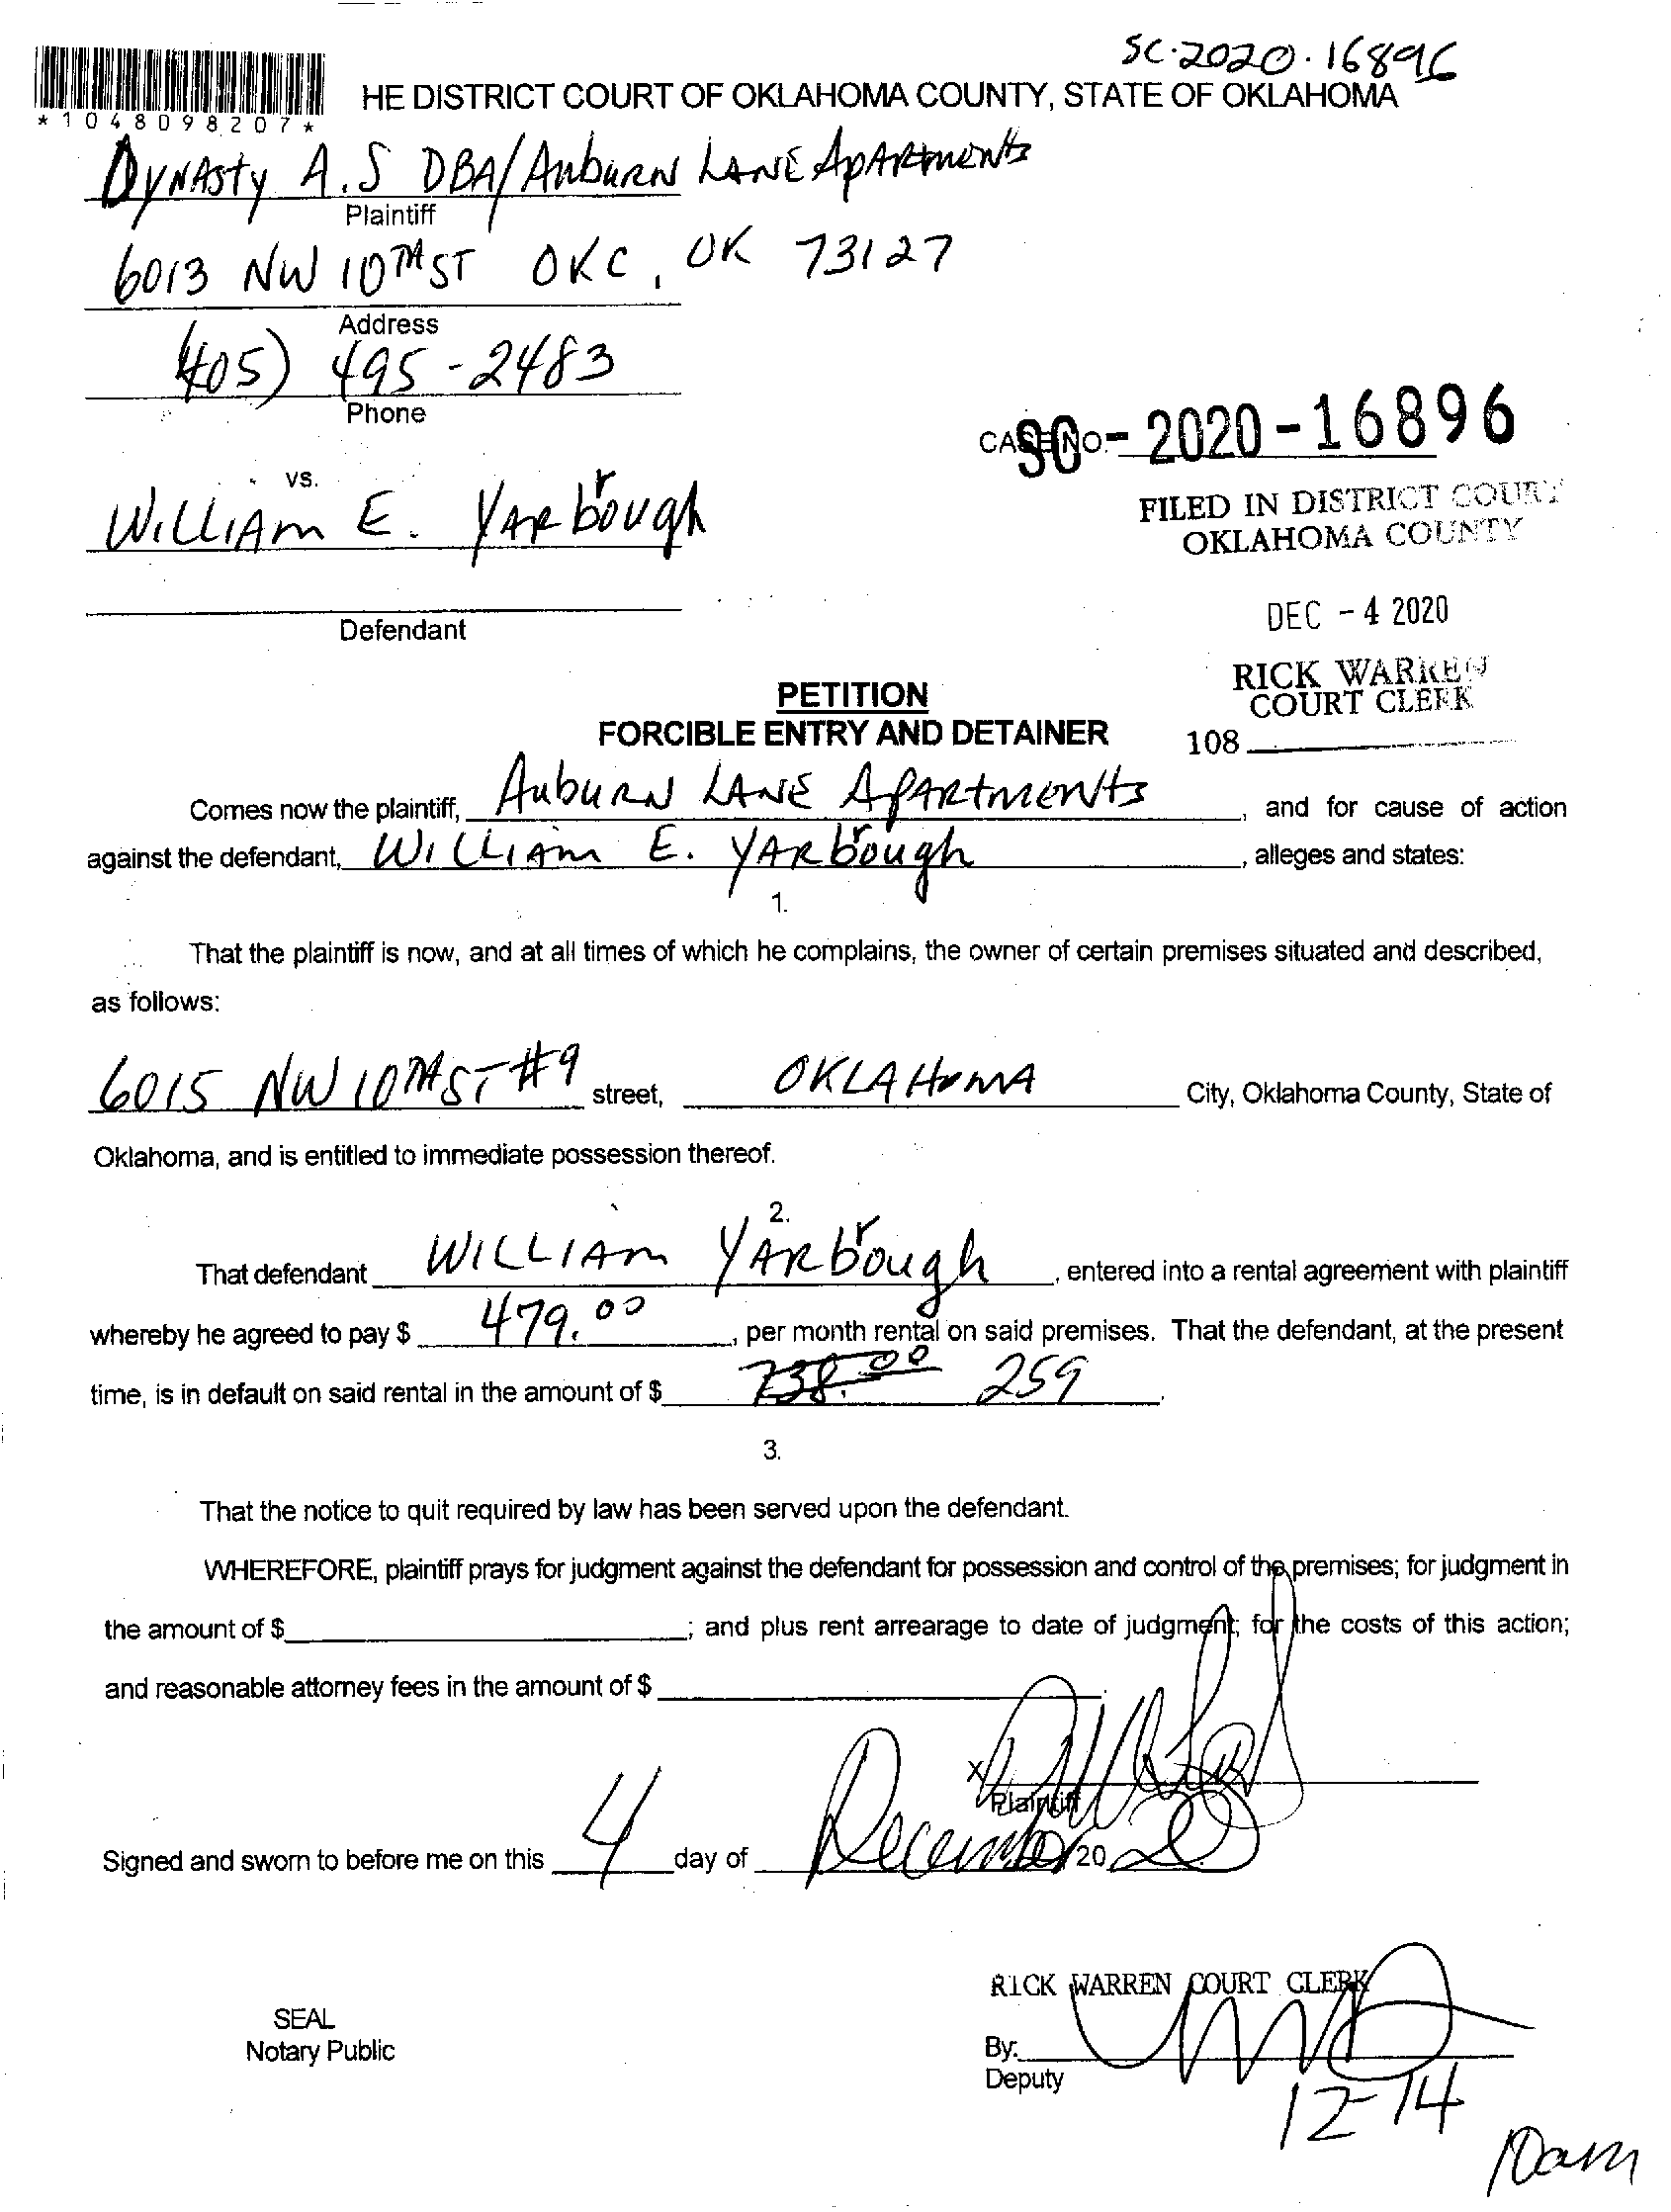 SC-2020-16896
*1048098207*
HE DISTRICT COURT OF OKLAHOMA COUNTY, STATE OF OKLAHOMA
DYNASTY A.S DBA/AuburN LANE ApARtmENts
Plaintiff
6013 NW 10TH ST OKC, OK 73127
Address
(405) 495-2483
Phone
CASE NO. SC-2020-16896
vs.
WILLIAM E. YARbrough
FILED IN DISTRICT COURT
OKLAHOMA COUNTY
Defendant
DEC -4 2020
RICK WARREN
COURT CLERK
108
PETITION
FORCIBLE ENTRY AND DETAINER
Comes now the plaintiff, AuburN LANE ApARtmENts, and for cause of action
against the defendant, WILLIAM E. YARbrough, alleges and states:
1.
That the plaintiff is now, and at all times of which he complains, the owner of certain premises situated and described,
as follows:
6015 NW 10TH ST #9 street, OKLAHOMA City, Oklahoma County, State of
Oklahoma, and is entitled to immediate possession thereof.
2.
That defendant WILLIAM YARbrough, entered into a rental agreement with plaintiff
whereby he agreed to pay $ 479.00, per month rental on said premises. That the defendant, at the present
time, is in default on said rental in the amount of $ 738.00 259.
3.
That the notice to quit required by law has been served upon the defendant.
WHEREFORE, plaintiff prays for judgment against the defendant for possession and control of the premises; for judgment in
the amount of $; and plus rent arrearage to date of judgment; for the costs of this action;
and reasonable attorney fees in the amount of $
X
Plaintiff
Signed and sworn to before me on this 4 day of December 20 20
RICK WARREN COURT CLERK
SEAL
Notary Public
By:
Deputy
12-14
10am